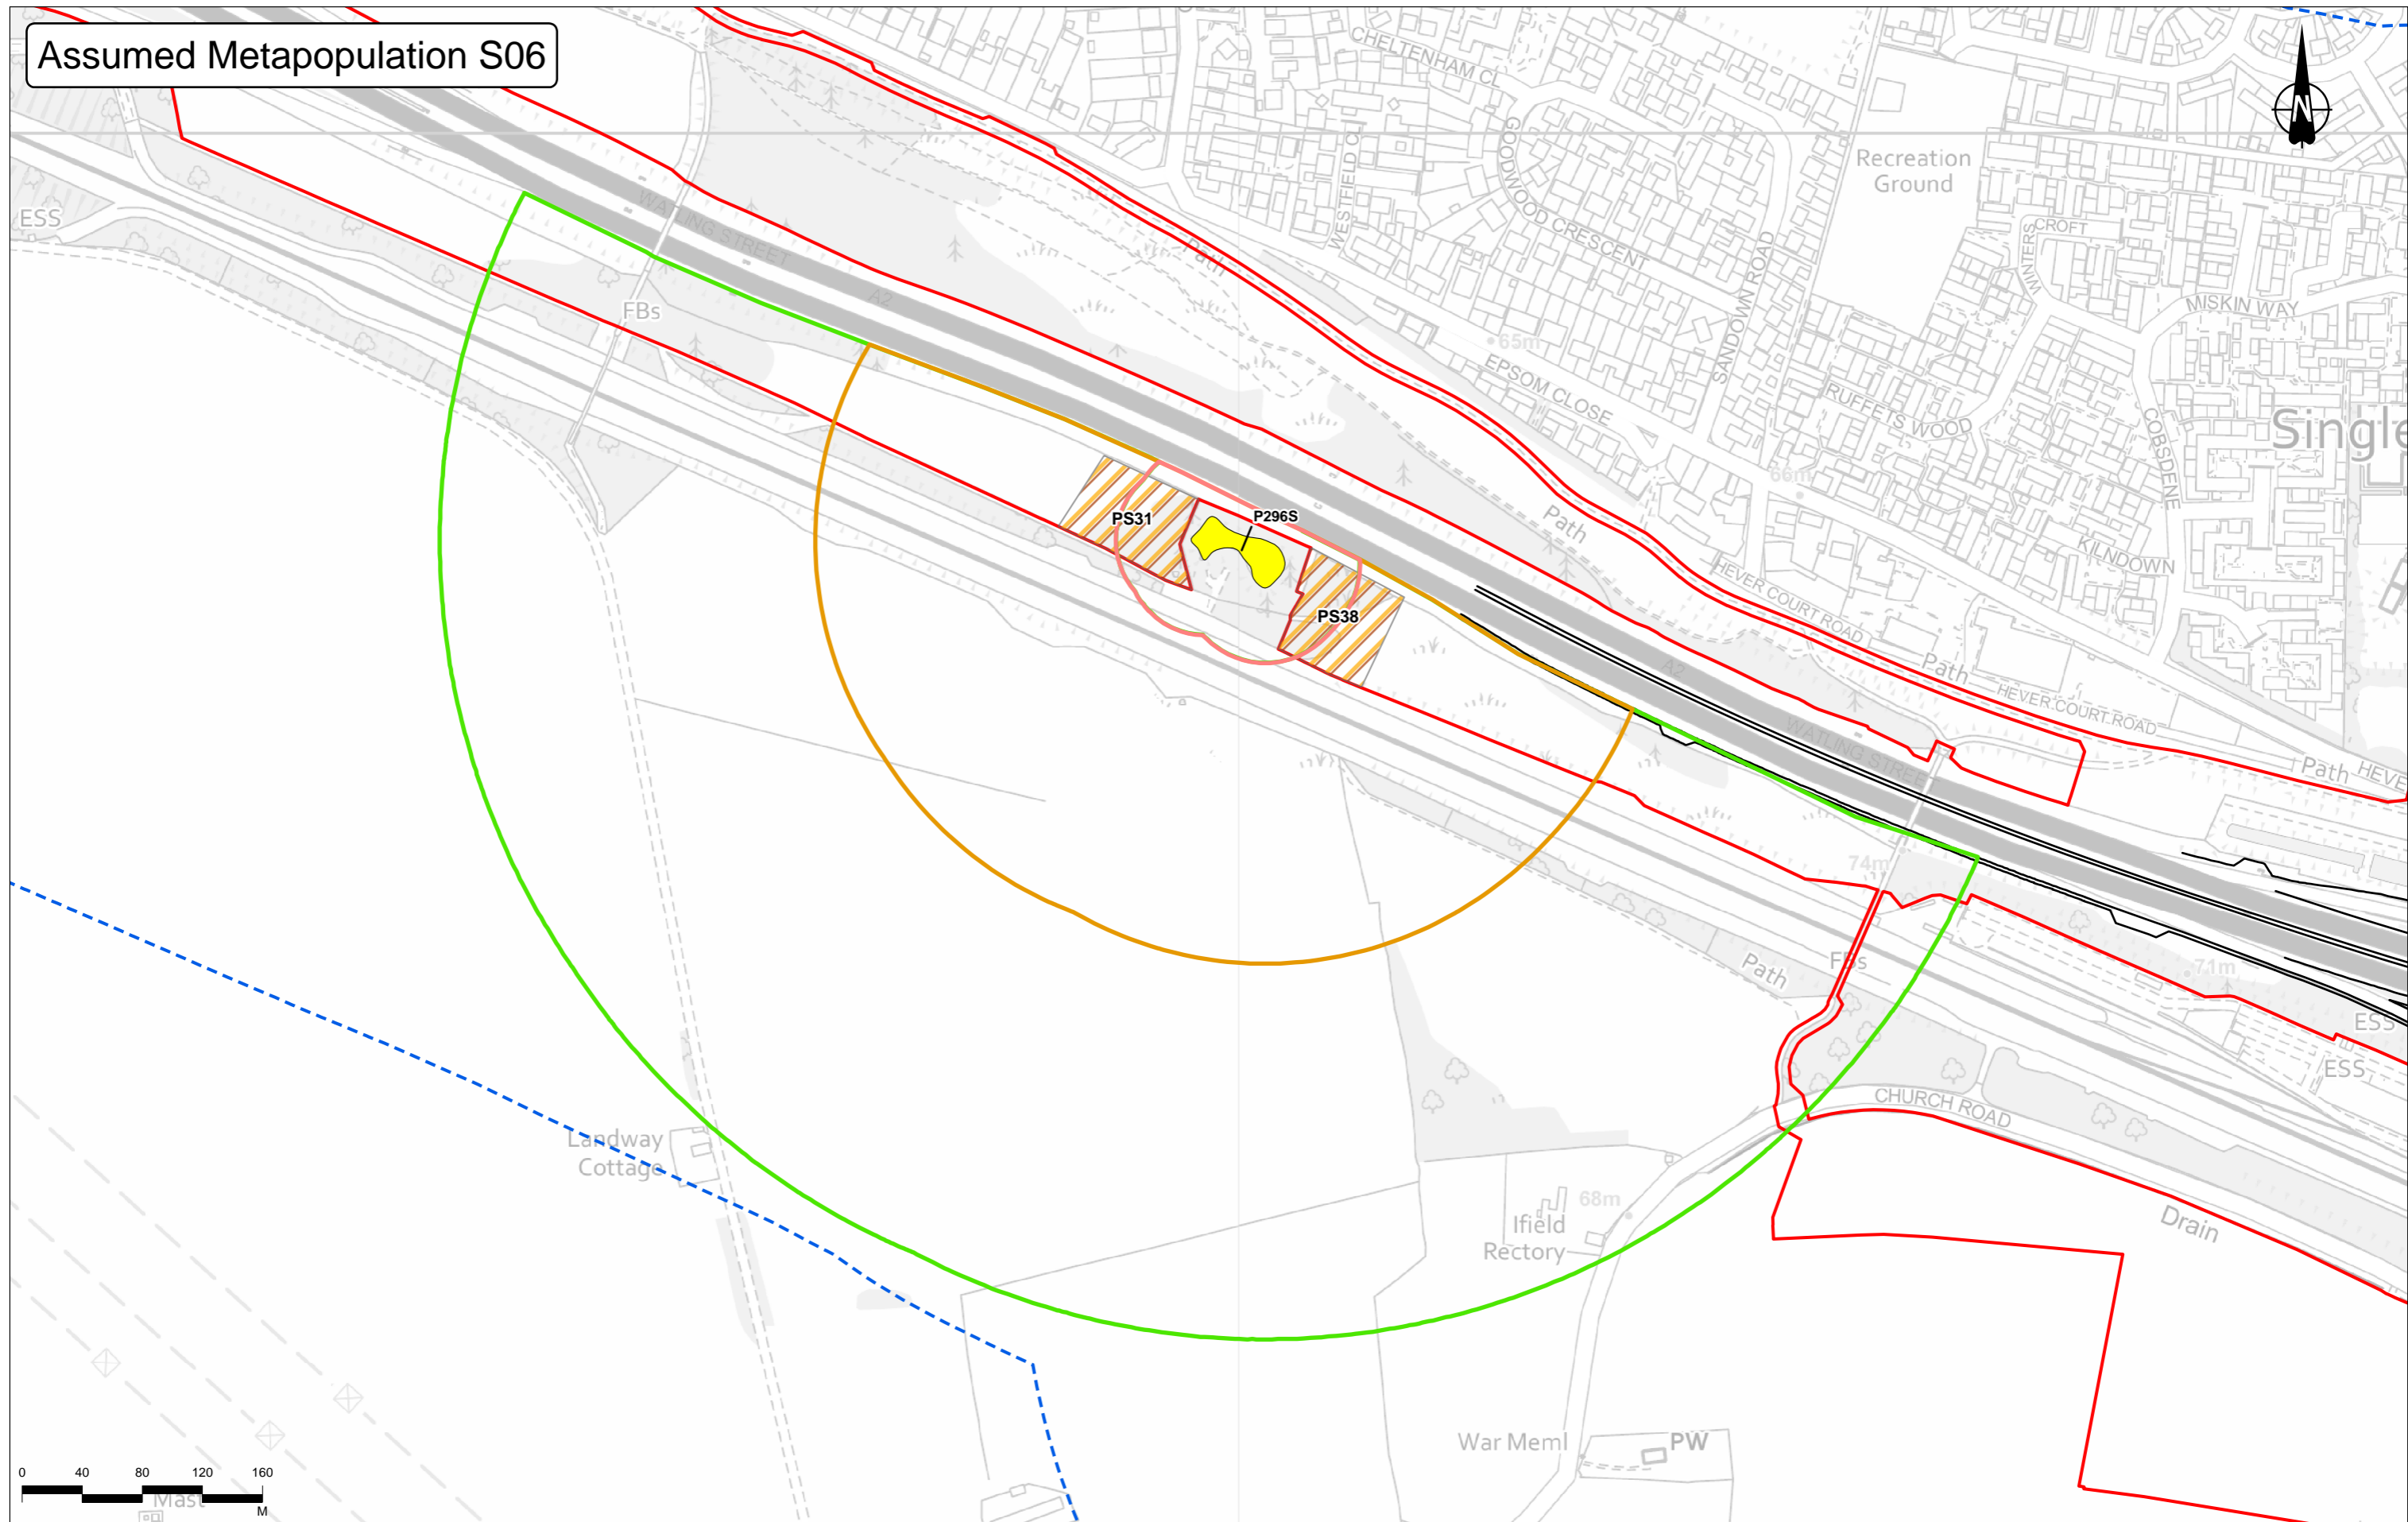 Assumed Metapopulation S06
N
CHELTENHAM CL
GOODWOOD CRESCENT
WESTFIELD CL
SANDOWN ROAD
Recreation
Ground
WINTERS
CROFT
MISKIN WAY
ESS
WATLING STREET
A2
Path
FBs
65m
EPSOM CLOSE
RUFFETS WOOD
COBSDENE
Single
66m
KILNDOWN
PS31
P296S
PS38
Path
HEVER COURT ROAD
Path
HEVER COURT ROAD
A2
WATLING STREET
Path
HEVE
74m
FBs
Path
71m
ESS
ESS
CHURCH ROAD
Landway
Cottage
68m
Ifield
Rectory
Drain
War Meml
PW
0 40 80 120 160
M
Mast